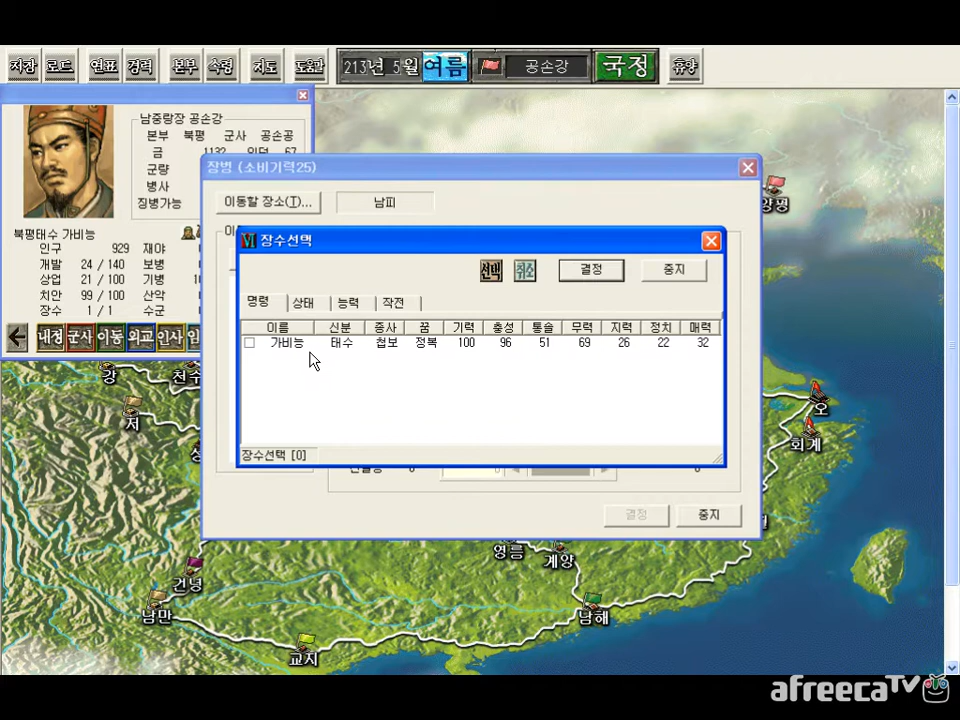 저장 로드 연표 경력 본부 속령 지도 도움말 213년 5월 여름 공손강 국정 휴양
남중랑장 공손강
본부 북평 군사 공손공
금 1132 인덕 67
군량
병사
징병가능
북평태수 가비능
인구 929 재야
개발 24 / 140 보병
상업 21 / 100 기병
치안 99 / 100 산악
장수 1 / 1 수군
내정 군사 이동 외교 인사
징병 (소비기력25)
이동할 장소(T)... 남피
장수선택
선택 취소 결정 중지
명령 상태 능력 작전
이름 신분 종사 꿈 기력 충성 통솔 무력 지력 정치 매력
가비능 태수 첩보 정복 100 96 51 69 26 22 32
장수선택 [0]
결정 중지
양평
강
천수
저
오
회계
영릉
계양
건녕
남만
남해
교지
afreecaTV